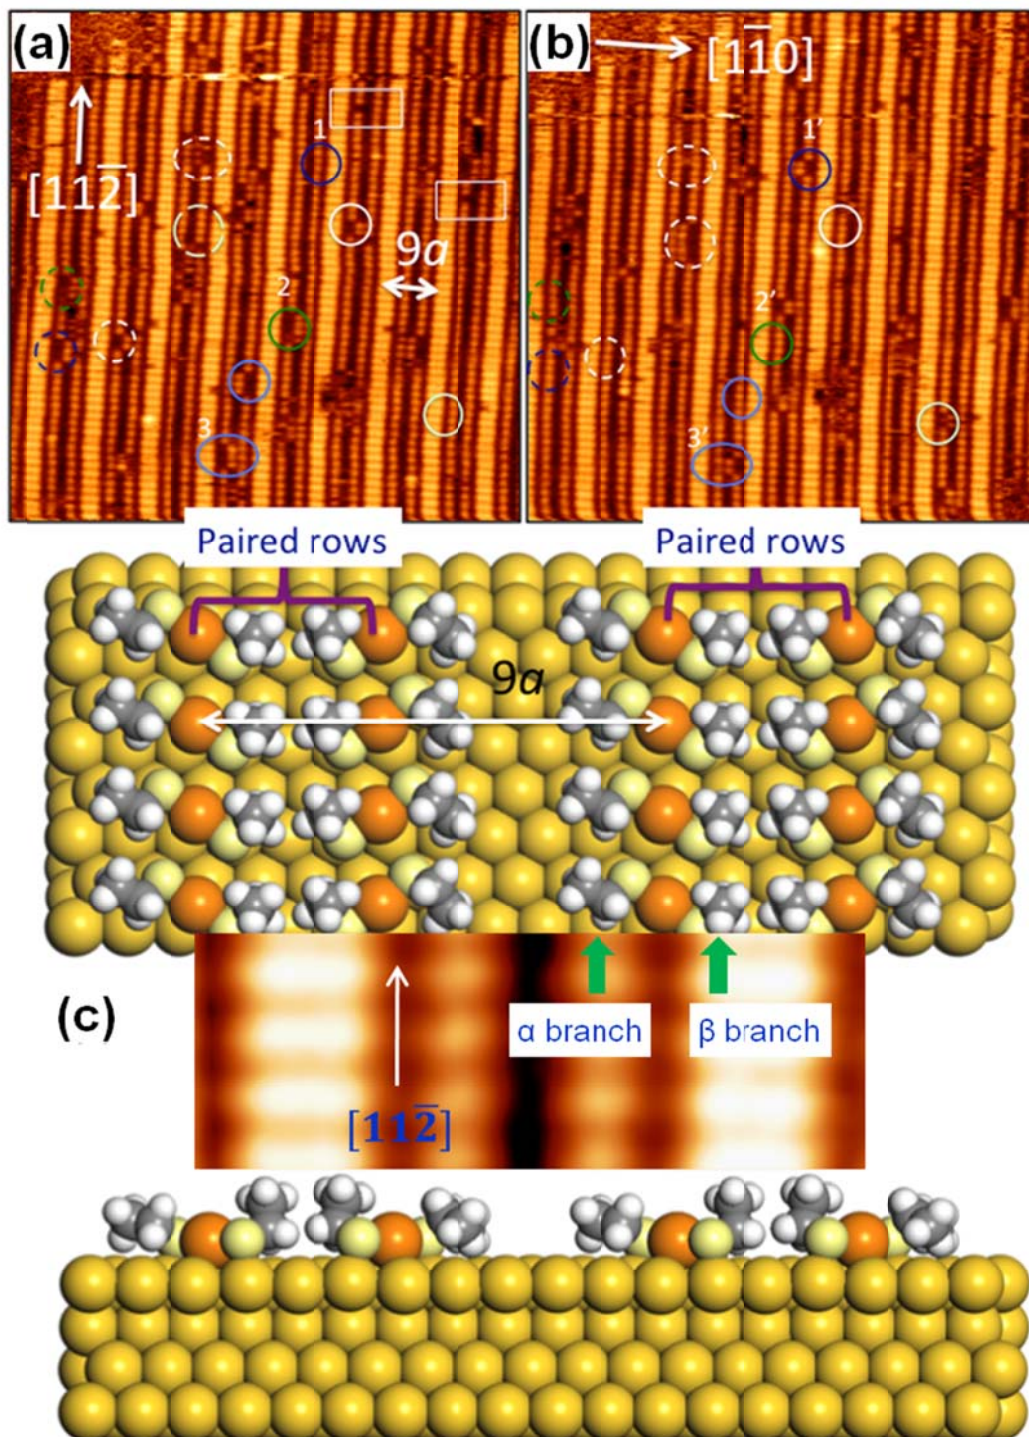 (a)
[112̅]
1
9a
2
3
(b)
[11̅0]
1'
2'
3'
Paired rows
Paired rows
9a
(c)
α branch
β branch
[112̅]